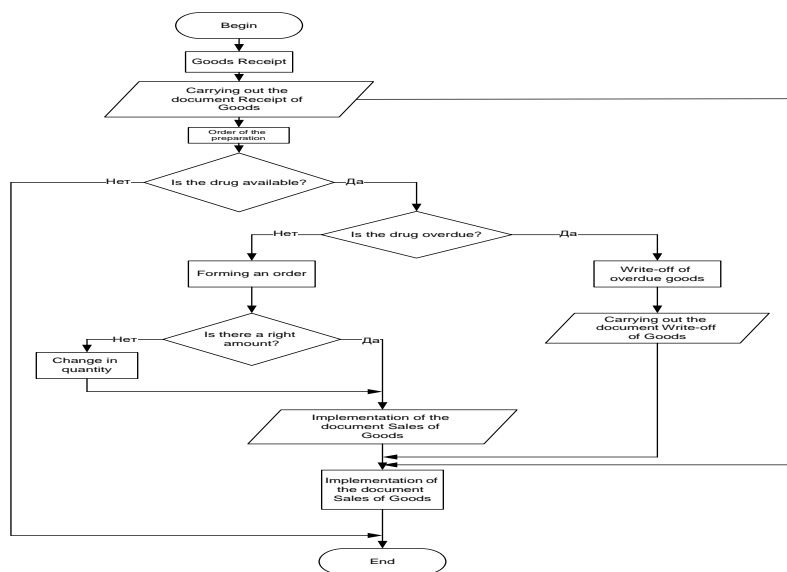 Begin
Goods Receipt
Carrying out the
document Receipt of
Goods
Order of the
preparation
Нет
Is the drug available?
Да
Нет
Is the drug overdue?
Да
Forming an order
Write-off of
overdue goods
Нет
Is there a right
amount?
Да
Carrying out the
document Write-off
of Goods
Change in
quantity
Implementation of the
document Sales of
Goods
Implementation of
the document
Sales of Goods
End